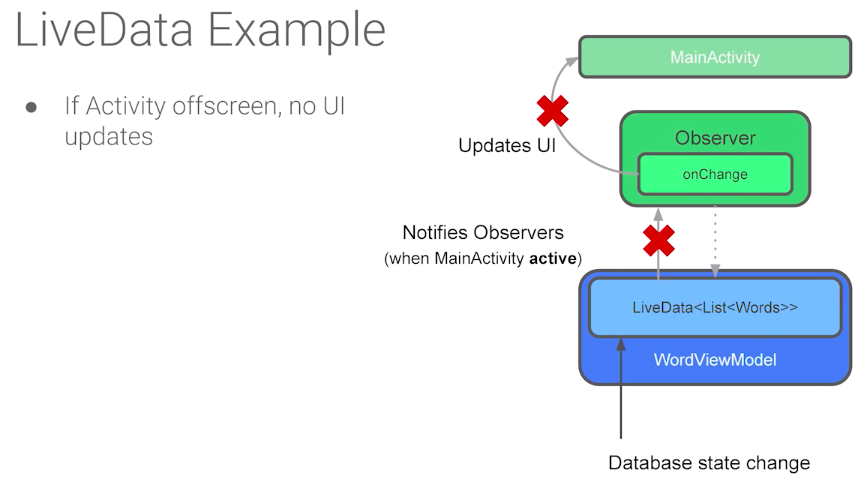 LiveData Example
● If Activity offscreen, no UI
updates
MainActivity
Observer
onChange
Updates UI
Notifies Observers
(when MainActivity active)
LiveData<List<Words>>
WordViewModel
Database state change